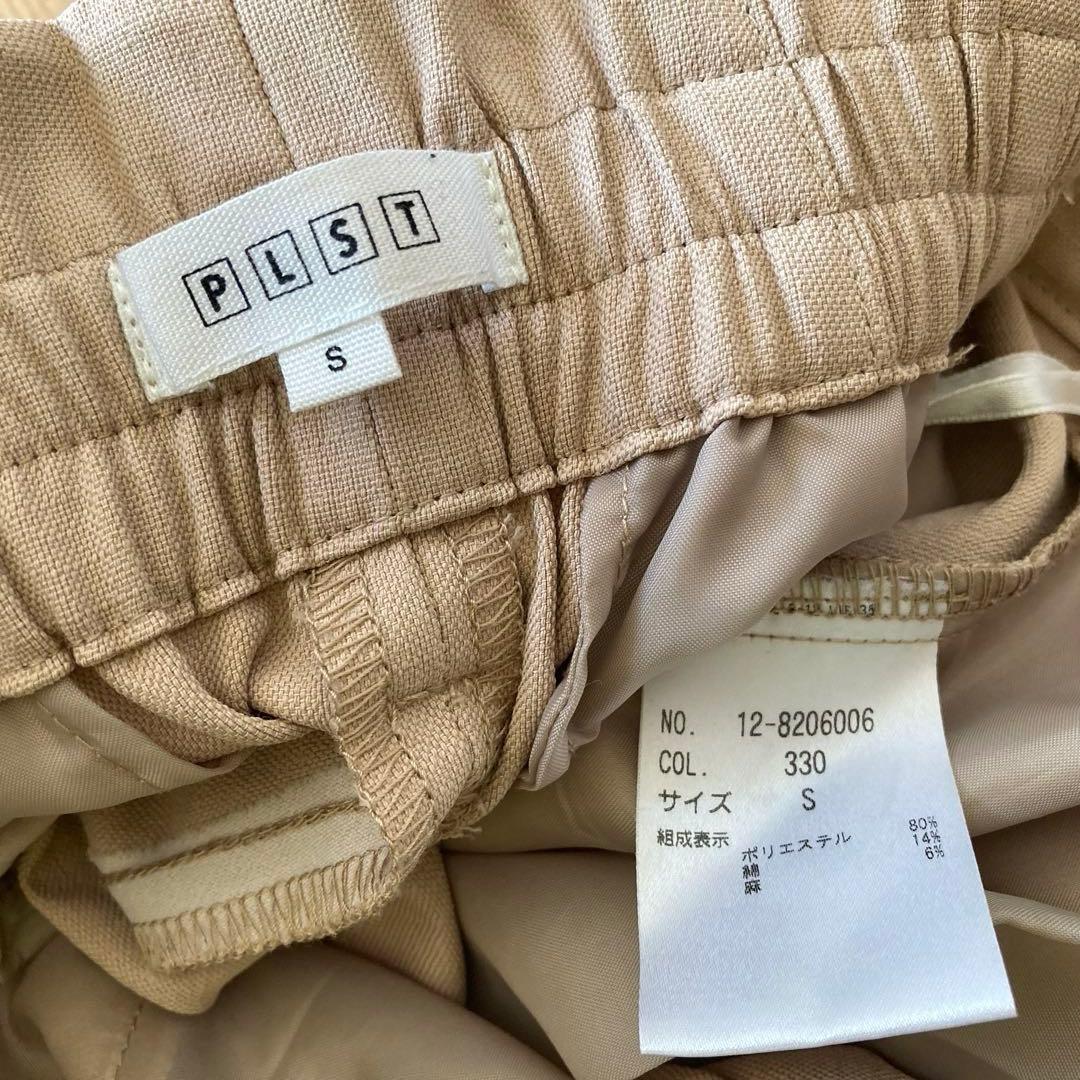 PLST
S
NO. 12-8206006
COL. 330
サイズ S
組成表示
ポリエステル 80%
綿 14%
麻 6%